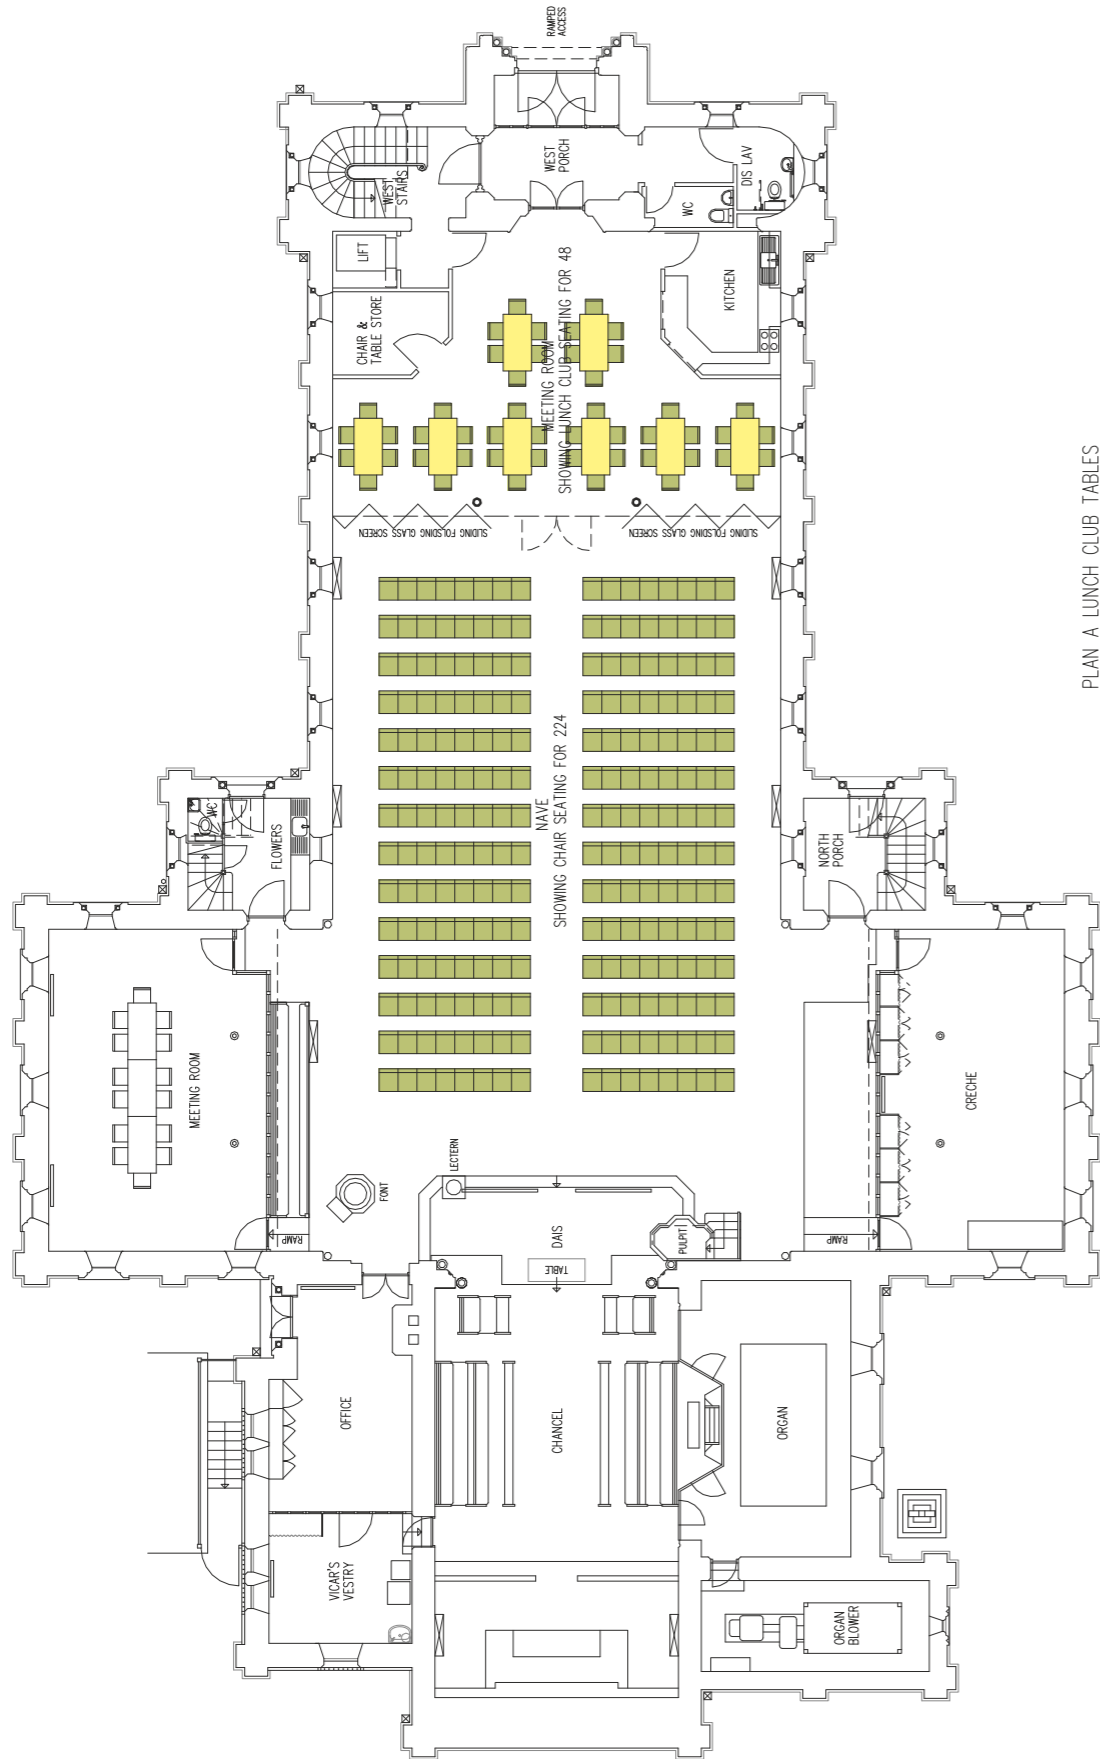 RAMPED
ACCESS
WEST
STAIRS
WEST
PORCH
DIS LAV
WC
LIFT
KITCHEN
CHAIR &
TABLE STORE
MEETING ROOM
SHOWING LUNCH CLUB SEATING FOR 48
SLIDING FOLSDING GLASS SCREEN
SLIDING FOLSDING GLASS SCREEN
NAVE
SHOWING CHAIR SEATING FOR 224
WC
FLOWERS
NORTH
PORCH
MEETING ROOM
CRECHE
LECTERN
FONT
RAMP
DAIS
PULPIT
RAMP
TABLE
OFFICE
CHANCEL
ORGAN
VICAR'S
VESTRY
ORGAN
BLOWER
PLAN A LUNCH CLUB TABLES